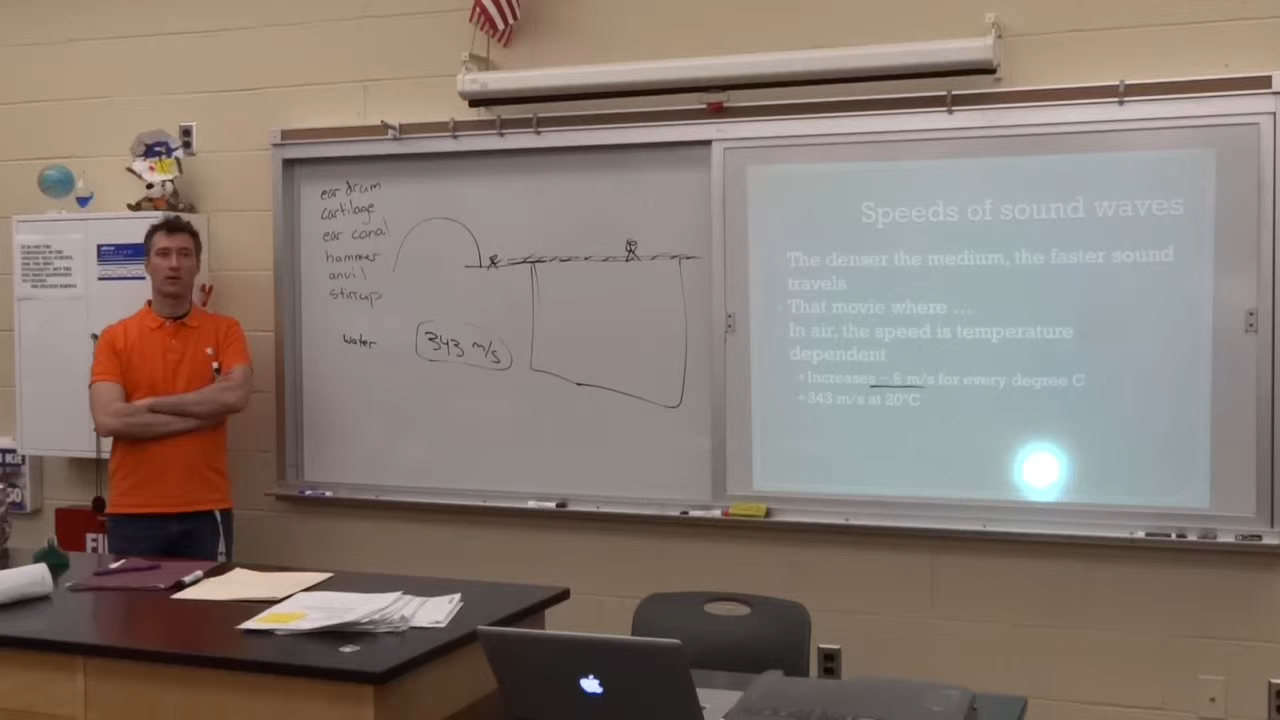 ear drum
cartilage
ear canal
hammer
anvil
stirrup
water
343 m/s
Speeds of sound waves
The denser the medium, the faster sound
travels
That movie where ...
In air, the speed is temperature
dependent
Increases ~.6 m/s for every degree C
343 m/s at 20°C
Kit